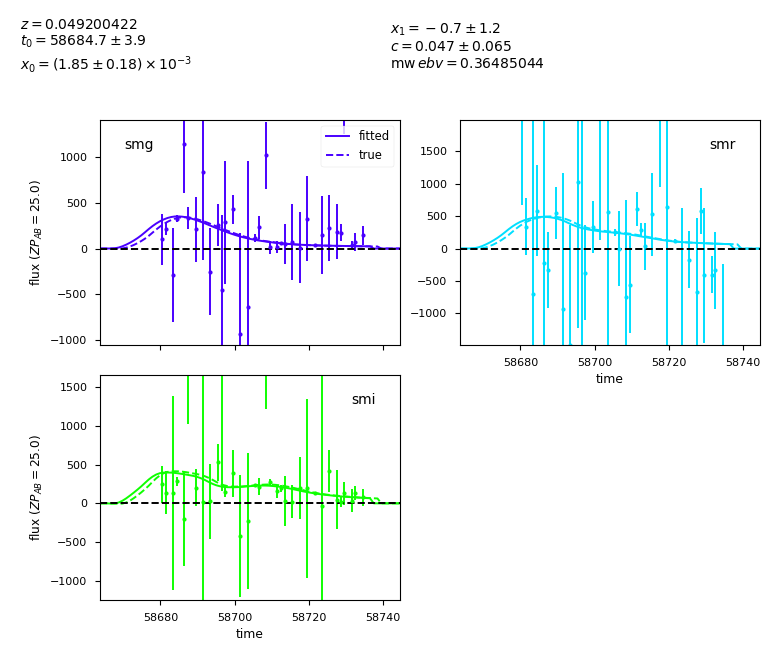 z = 0.049200422
t₀ = 58684.7 ± 3.9
x₀ = (1.85 ± 0.18) × 10⁻³
x₁ = −0.7 ± 1.2
c = 0.047 ± 0.065
mw ebv = 0.36485044
smg
fitted
true
1000
500
0
−500
−1000
flux (ZP_AB = 25.0)
smr
1500
1000
500
0
−500
−1000
58680 58700 58720 58740
time
smi
1500
1000
500
0
−500
−1000
flux (ZP_AB = 25.0)
58680 58700 58720 58740
time